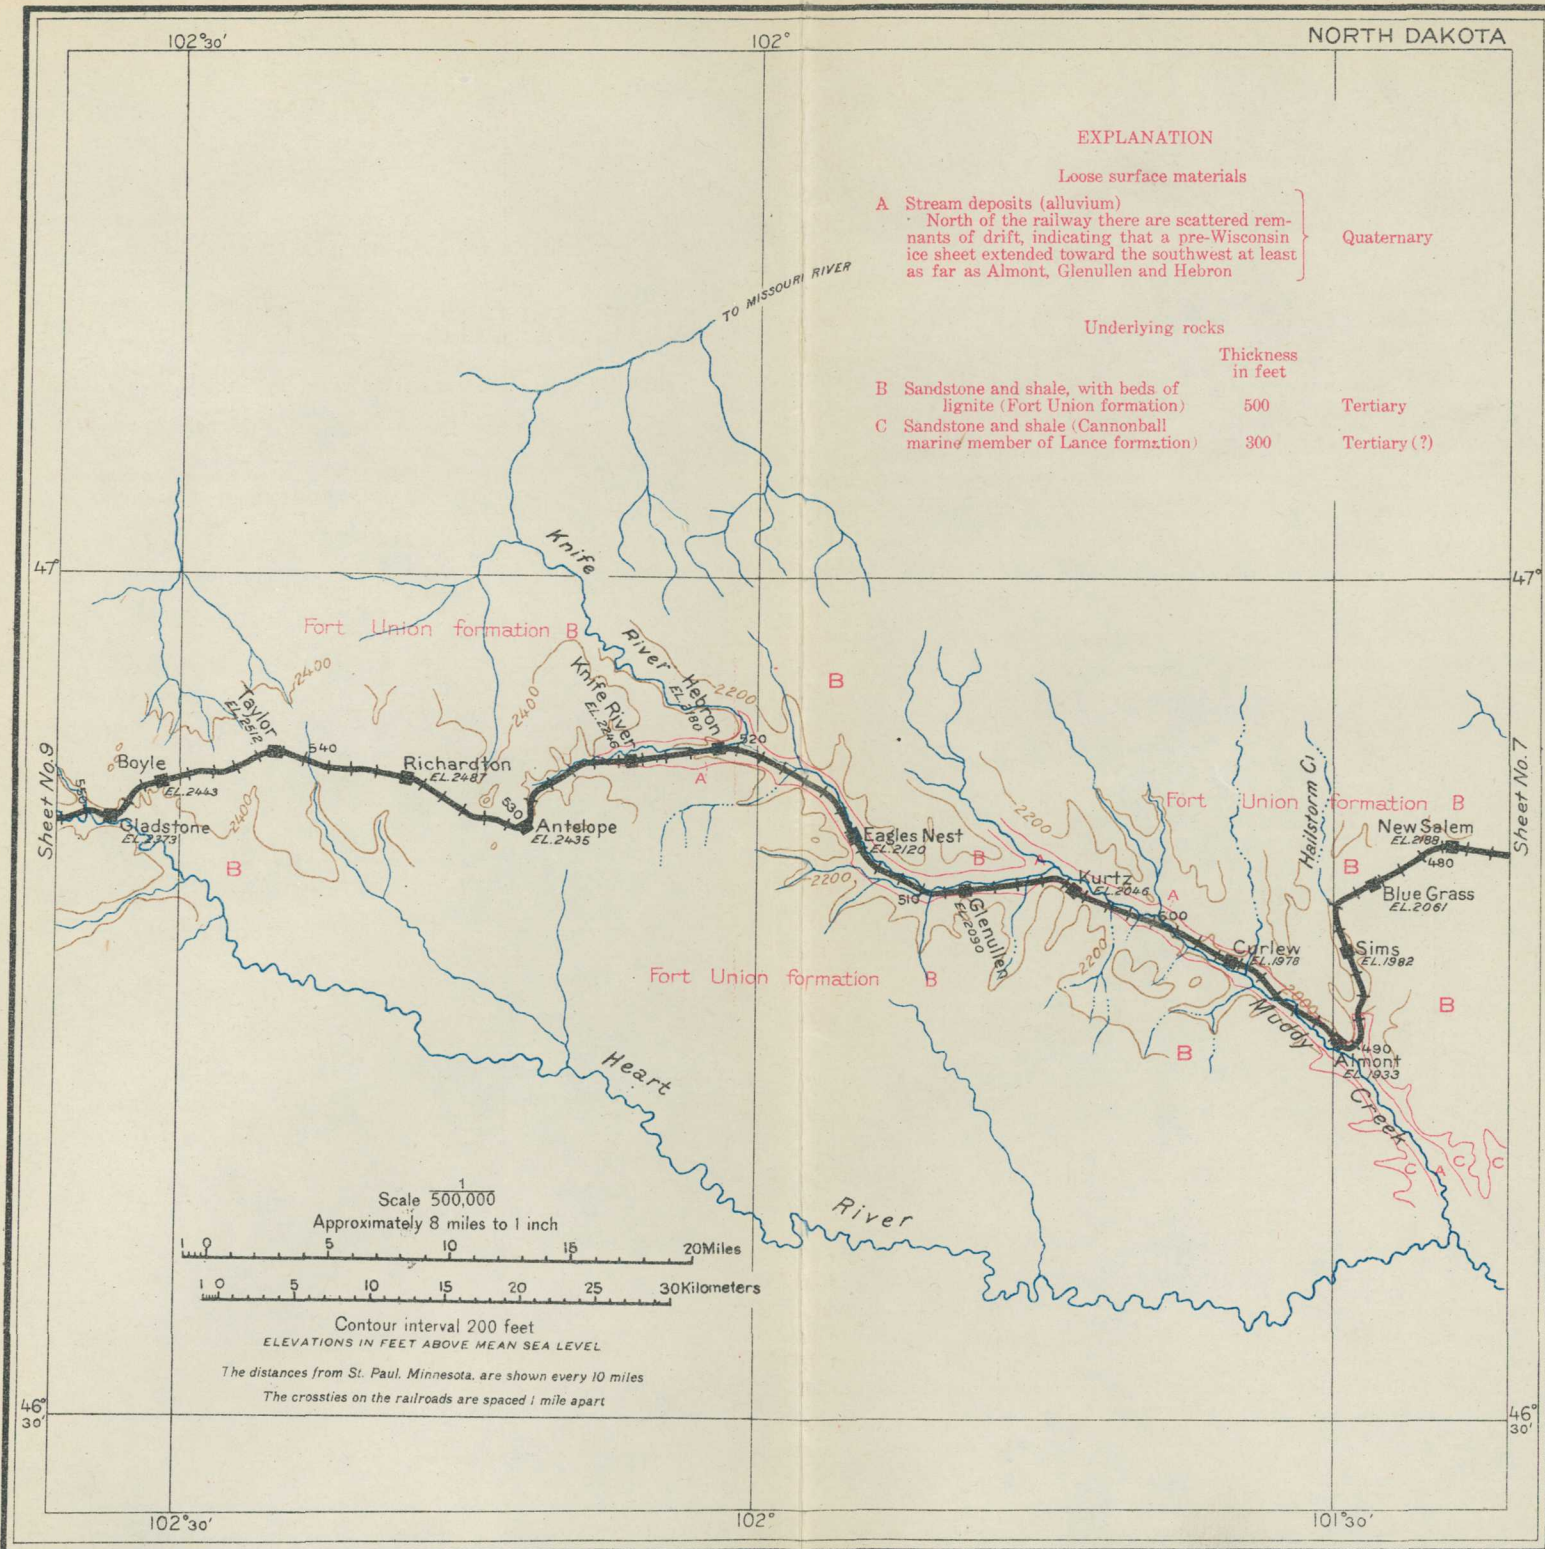 102°30'
102°
NORTH DAKOTA
EXPLANATION
Loose surface materials
A Stream deposits (alluvium)
North of the railway there are scattered rem-
nants of drift, indicating that a pre-Wisconsin
ice sheet extended toward the southwest at least
as far as Almont, Glenullen and Hebron
Quaternary
Underlying rocks
Thickness
in feet
B Sandstone and shale, with beds of
lignite (Fort Union formation) 500 Tertiary
C Sandstone and shale (Cannonball
marine member of Lance formation) 300 Tertiary (?)
TO MISSOURI RIVER
47°
47°
Knife
River
Fort Union formation B
2400
2400
2400
2200
B
Taylor
EL.2512
Knife River
EL.2246
Hebron
EL.2180
540
520
Boyle
EL.2443
Richardton
EL.2487
A
Sheet No.9
Sheet No.7
550
Gladstone
EL.2373
530
Antelope
EL.2435
B
Eagles Nest
EL.2120
2200
2200
B
A
Fort Union formation B
Hailstorm Cr
New Salem
EL.2188
480
B
Blue Grass
EL.2061
Kurtz
EL.2046
A
510
Glenullen
EL.2090
500
2200
Curlew
EL.1978
Sims
EL.1982
Fort Union formation B
2000
B
Muddy
Creek
B
490
Almont
EL.1933
Heart
River
C
A
C
C
Scale 1/500,000
Approximately 8 miles to 1 inch
1 0 5 10 15 20 Miles
1 0 5 10 15 20 25 30 Kilometers
Contour interval 200 feet
ELEVATIONS IN FEET ABOVE MEAN SEA LEVEL
The distances from St. Paul, Minnesota, are shown every 10 miles
The crossties on the railroads are spaced 1 mile apart
46°
30'
46°
30'
102°30'
102°
101°30'